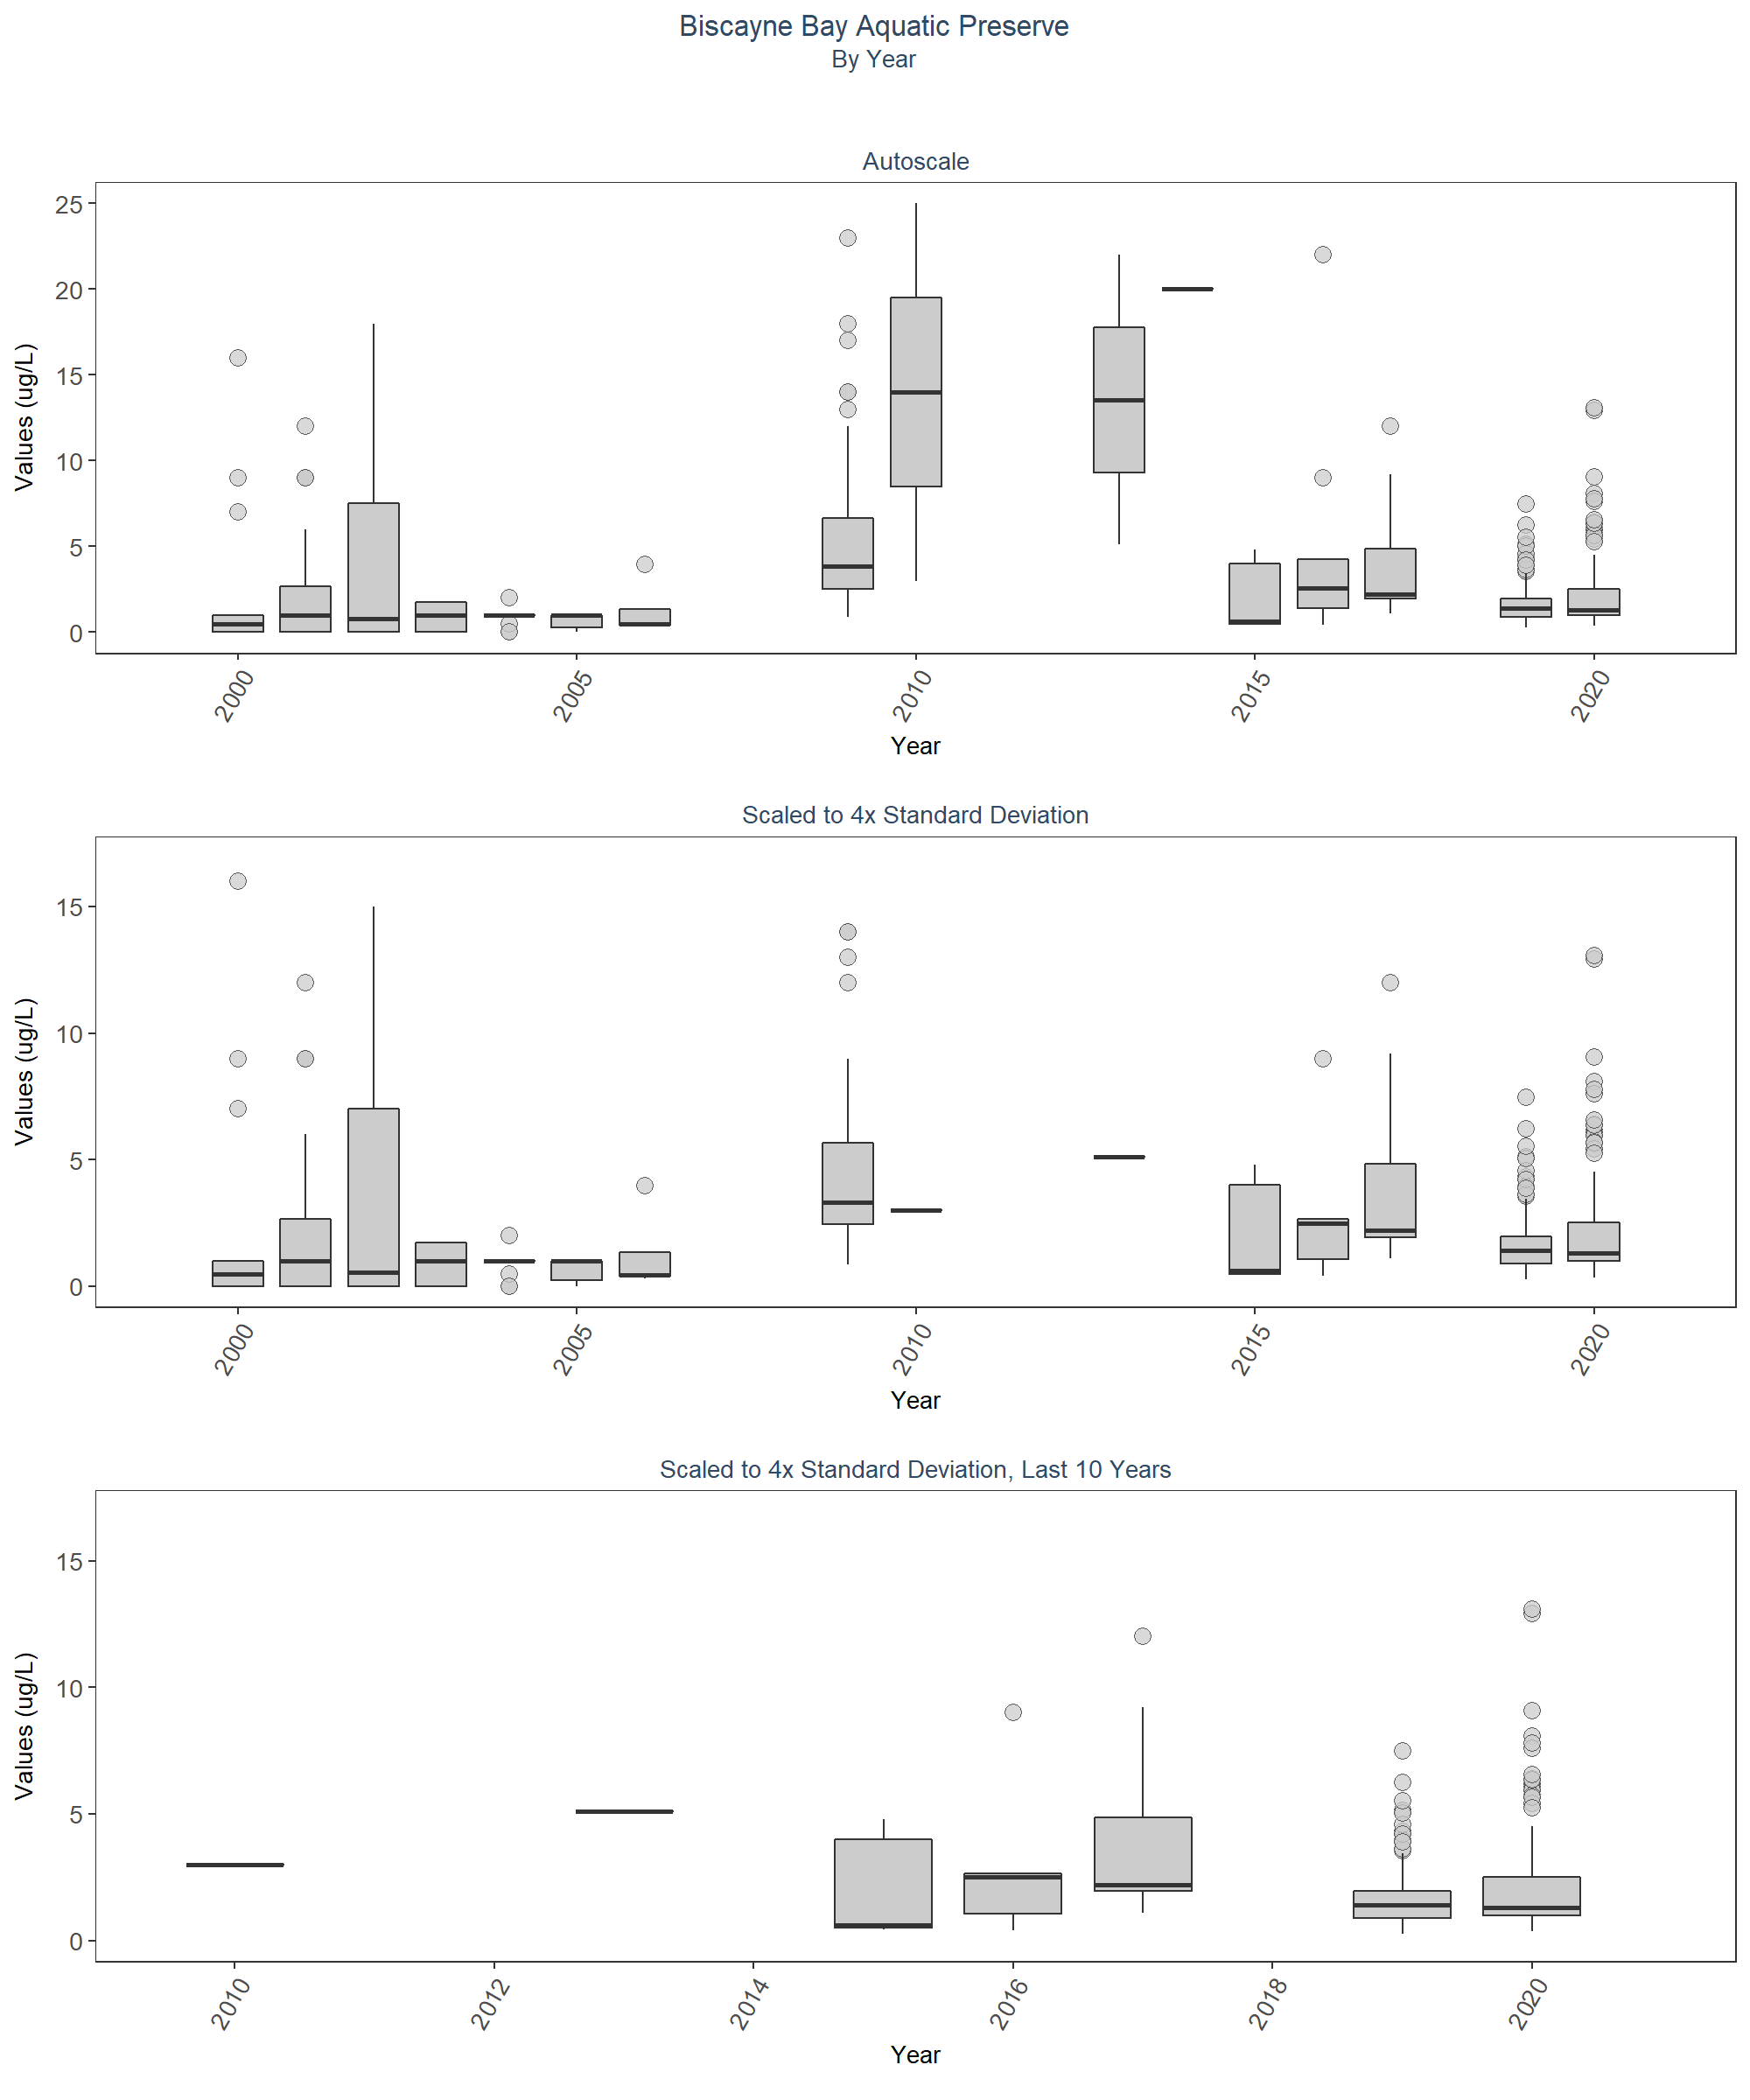 Biscayne Bay Aquatic Preserve
By Year
Autoscale
Values (ug/L)
25
20
15
10
5
0
2000
2005
2010
2015
2020
Year
Scaled to 4x Standard Deviation
Values (ug/L)
15
10
5
0
2000
2005
2010
2015
2020
Year
Scaled to 4x Standard Deviation, Last 10 Years
Values (ug/L)
15
10
5
0
2010
2012
2014
2016
2018
2020
Year